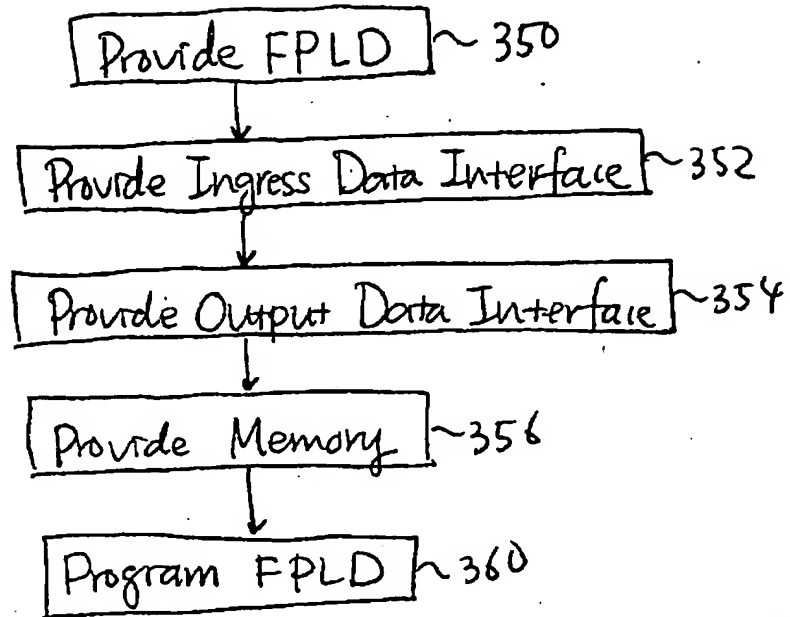 Provide FPLD ~ 350
Provide Ingress Data Interface ~352
Provide Output Data Interface ~354
Provide Memory ~356
Program FPLD ~ 360